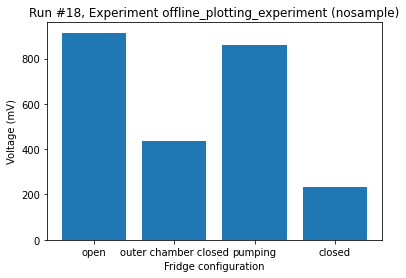 Run #18, Experiment offline_plotting_experiment (nosample)
Voltage (mV)
800
600
400
200
0
open
outer chamber closed
pumping
closed
Fridge configuration